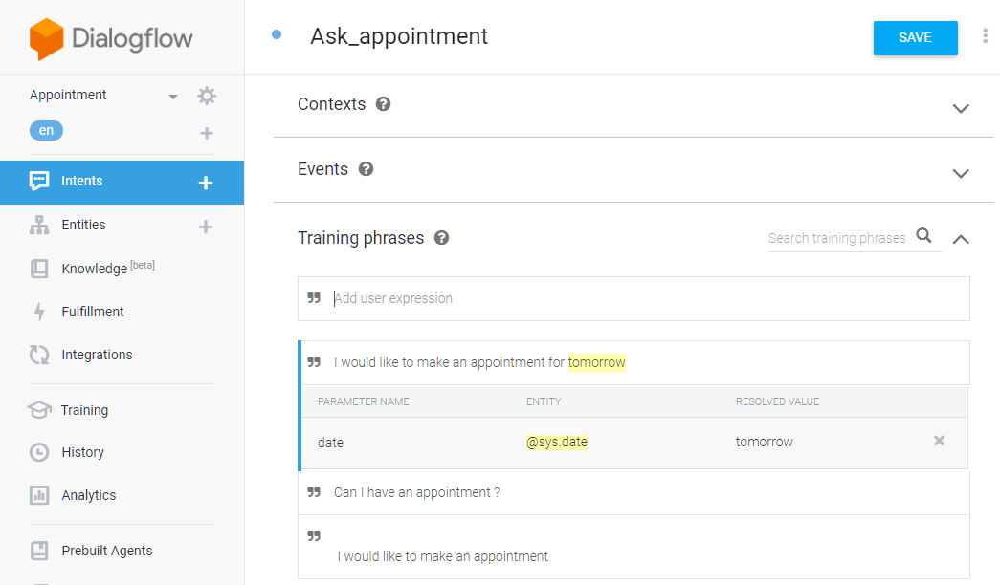 Dialogflow
Ask_appointment
SAVE
Appointment
en
Intents
Entities
Knowledge [beta]
Fulfillment
Integrations
Training
History
Analytics
Prebuilt Agents
Contexts ?
Events ?
Training phrases ?
Search training phrases
Add user expression
I would like to make an appointment for tomorrow
PARAMETER NAME ENTITY RESOLVED VALUE
date @sys.date tomorrow
Can I have an appointment ?
I would like to make an appointment